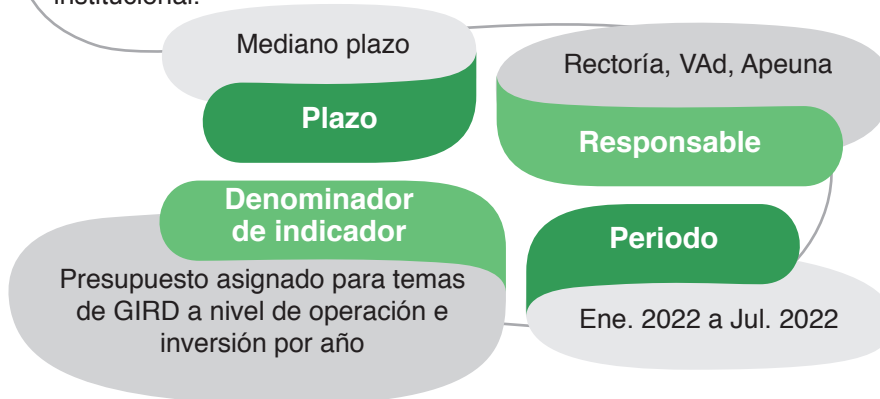 institucional.
Mediano plazo
Plazo
Rectoría, VAd, Apeuna
Responsable
Denominador
de indicador
Presupuesto asignado para temas
de GIRD a nivel de operación e
inversión por año
Periodo
Ene. 2022 a Jul. 2022